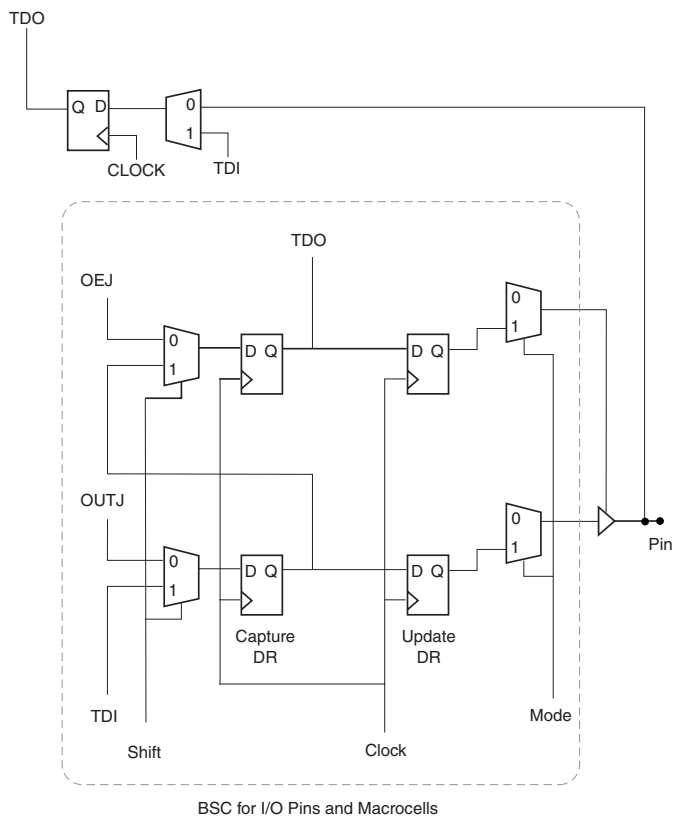 TDO
Q D
0
1
CLOCK
TDI
TDO
OEJ
0
1
D Q
D Q
0
1
OUTJ
0
1
D Q
D Q
0
1
Pin
Capture
DR
Update
DR
TDI
Shift
Clock
Mode
BSC for I/O Pins and Macrocells